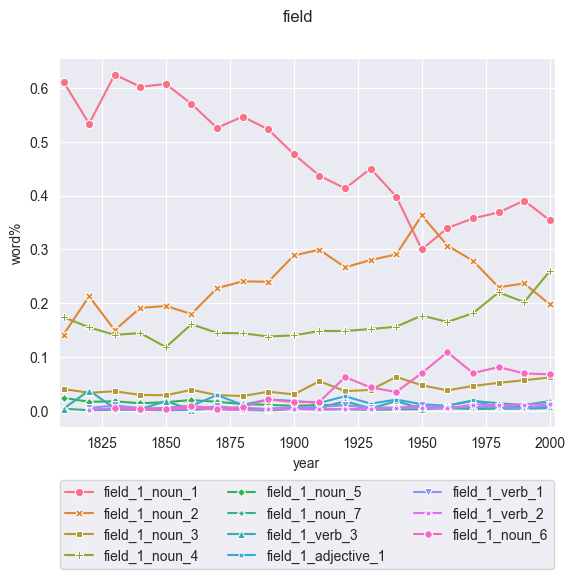 field
0.6
0.5
0.4
0.3
0.2
0.1
0.0
word%
1825 1850 1875 1900 1925 1950 1975 2000
year
field_1_noun_1 field_1_noun_5 field_1_verb_1
field_1_noun_2 field_1_noun_7 field_1_verb_2
field_1_noun_3 field_1_verb_3 field_1_noun_6
field_1_noun_4 field_1_adjective_1